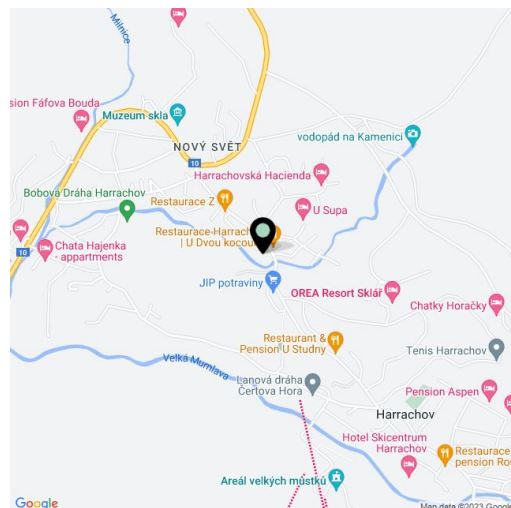 Milnice
sion Fáfova Bouda
Muzeum skla
vodopád na Kamenici
NOVÝ SVĚT
10
Harrachovská Hacienda
Bobová Dráha Harrachov
Restaurace Z
U Supa
Restaurace-Harrach
| U Dvou kocou
10
Chata Hajenka
- appartments
JIP potraviny
OREA Resort Sklář
Chatky Horačky
Restaurant &
Pension U Studny
Tenis Harrachov
Velká Mumlava
Lanová dráha
Čertova Hora
Pension Aspen
Harrachov
Hotel Skicentrum
Harrachov
Restaurace
pension Rou
Areál velkých můstků
Google
Map data ©2023 Google